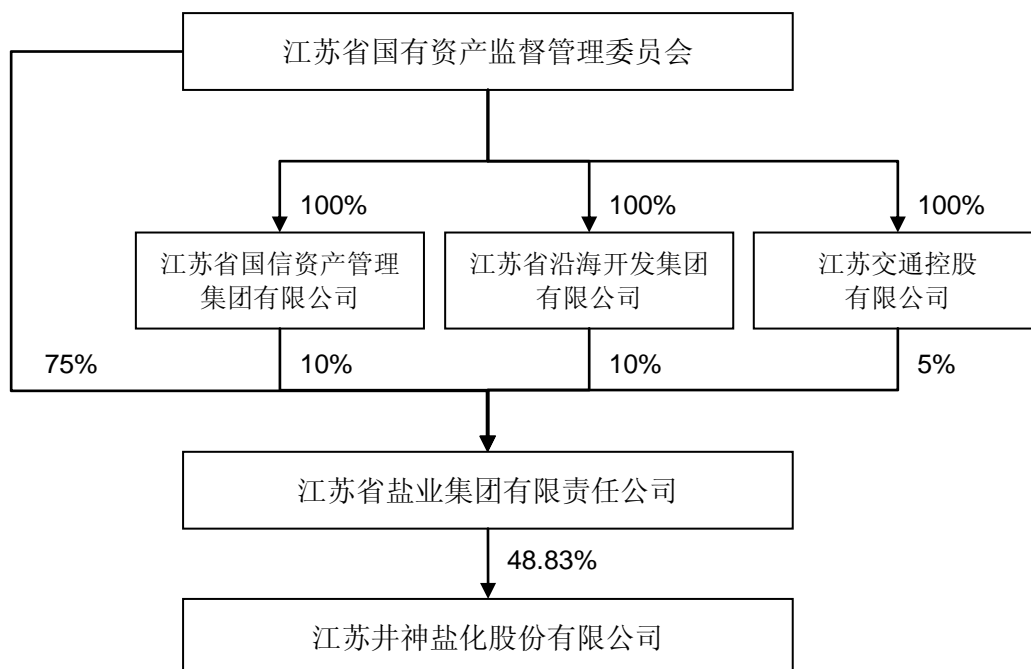 江苏省国有资产监督管理委员会
100%
100%
100%
江苏省国信资产管理
集团有限公司
江苏省沿海开发集团
有限公司
江苏交通控股
有限公司
75%
10%
10%
5%
江苏省盐业集团有限责任公司
48.83%
江苏井神盐化股份有限公司